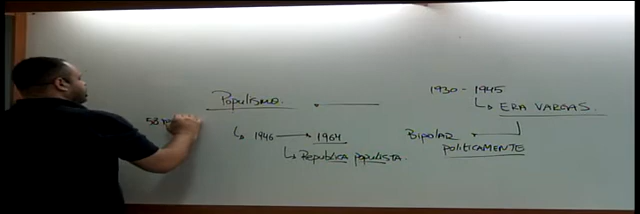 Populismo.
↳ 1946 → 1964
↳ República populista.
1930 - 1945
↳ ERA VARGAS.
Bipolar
politicamente
58